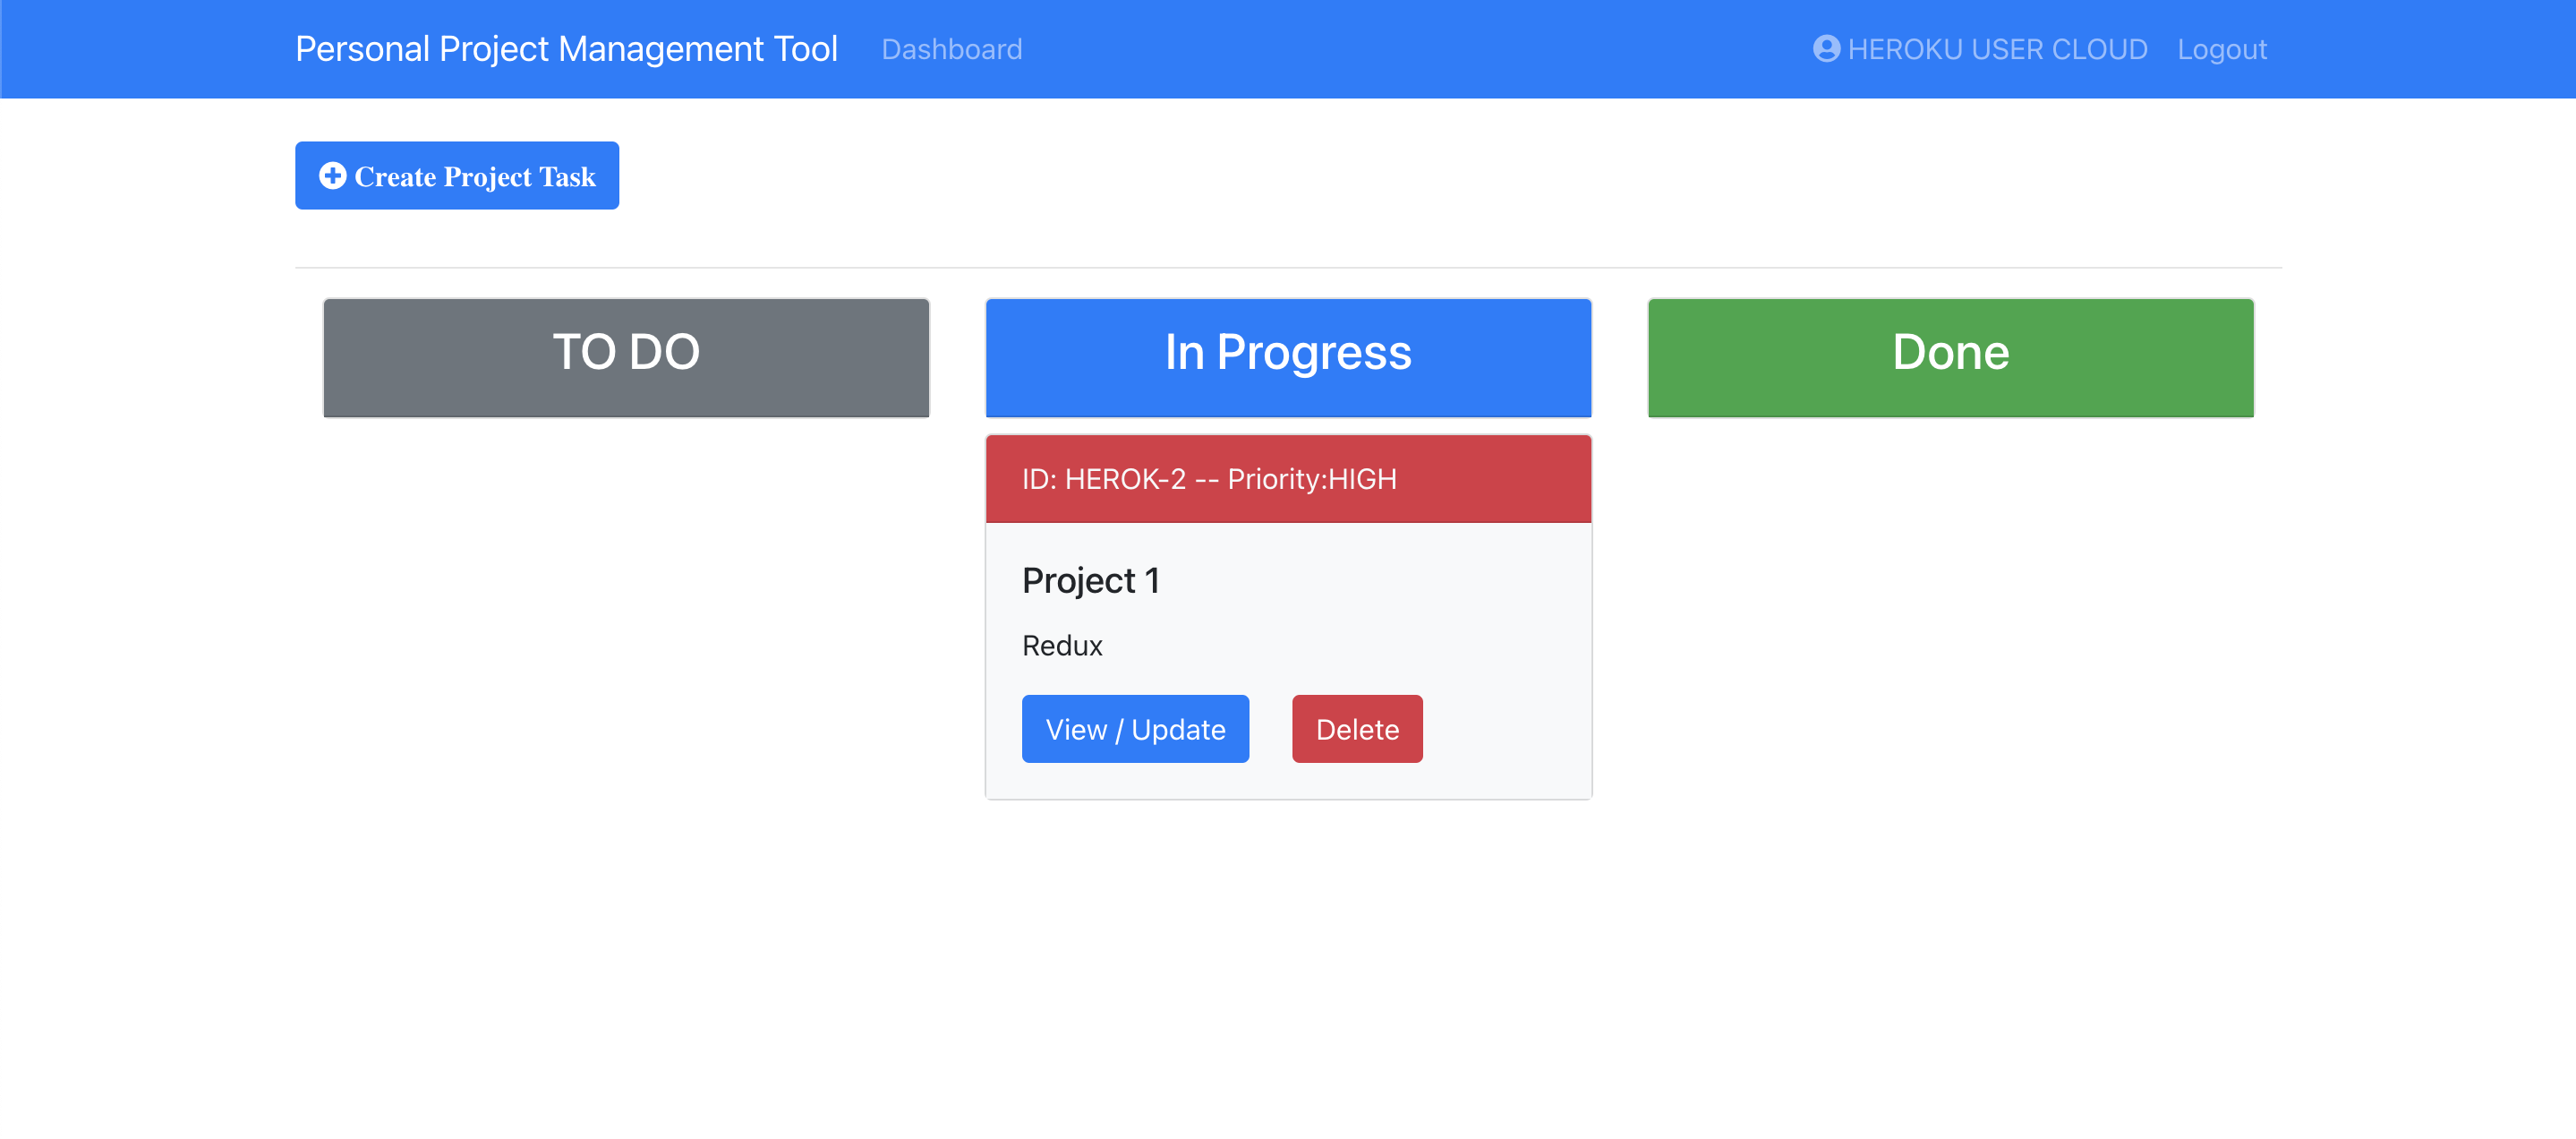 Personal Project Management Tool Dashboard HEROKU USER CLOUD Logout
Create Project Task
TO DO In Progress Done
ID: HEROK-2 -- Priority:HIGH
Project 1
Redux
View / Update Delete